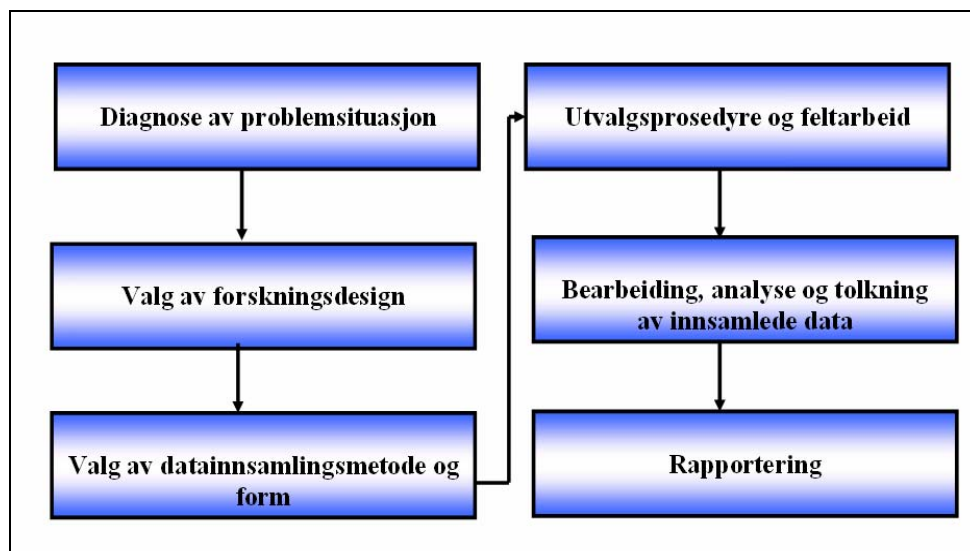 Diagnose av problemsituasjon
Valg av forskningsdesign
Valg av datainnsamlingsmetode og
form
Utvalgsprosedyre og feltarbeid
Bearbeiding, analyse og tolkning
av innsamlede data
Rapportering